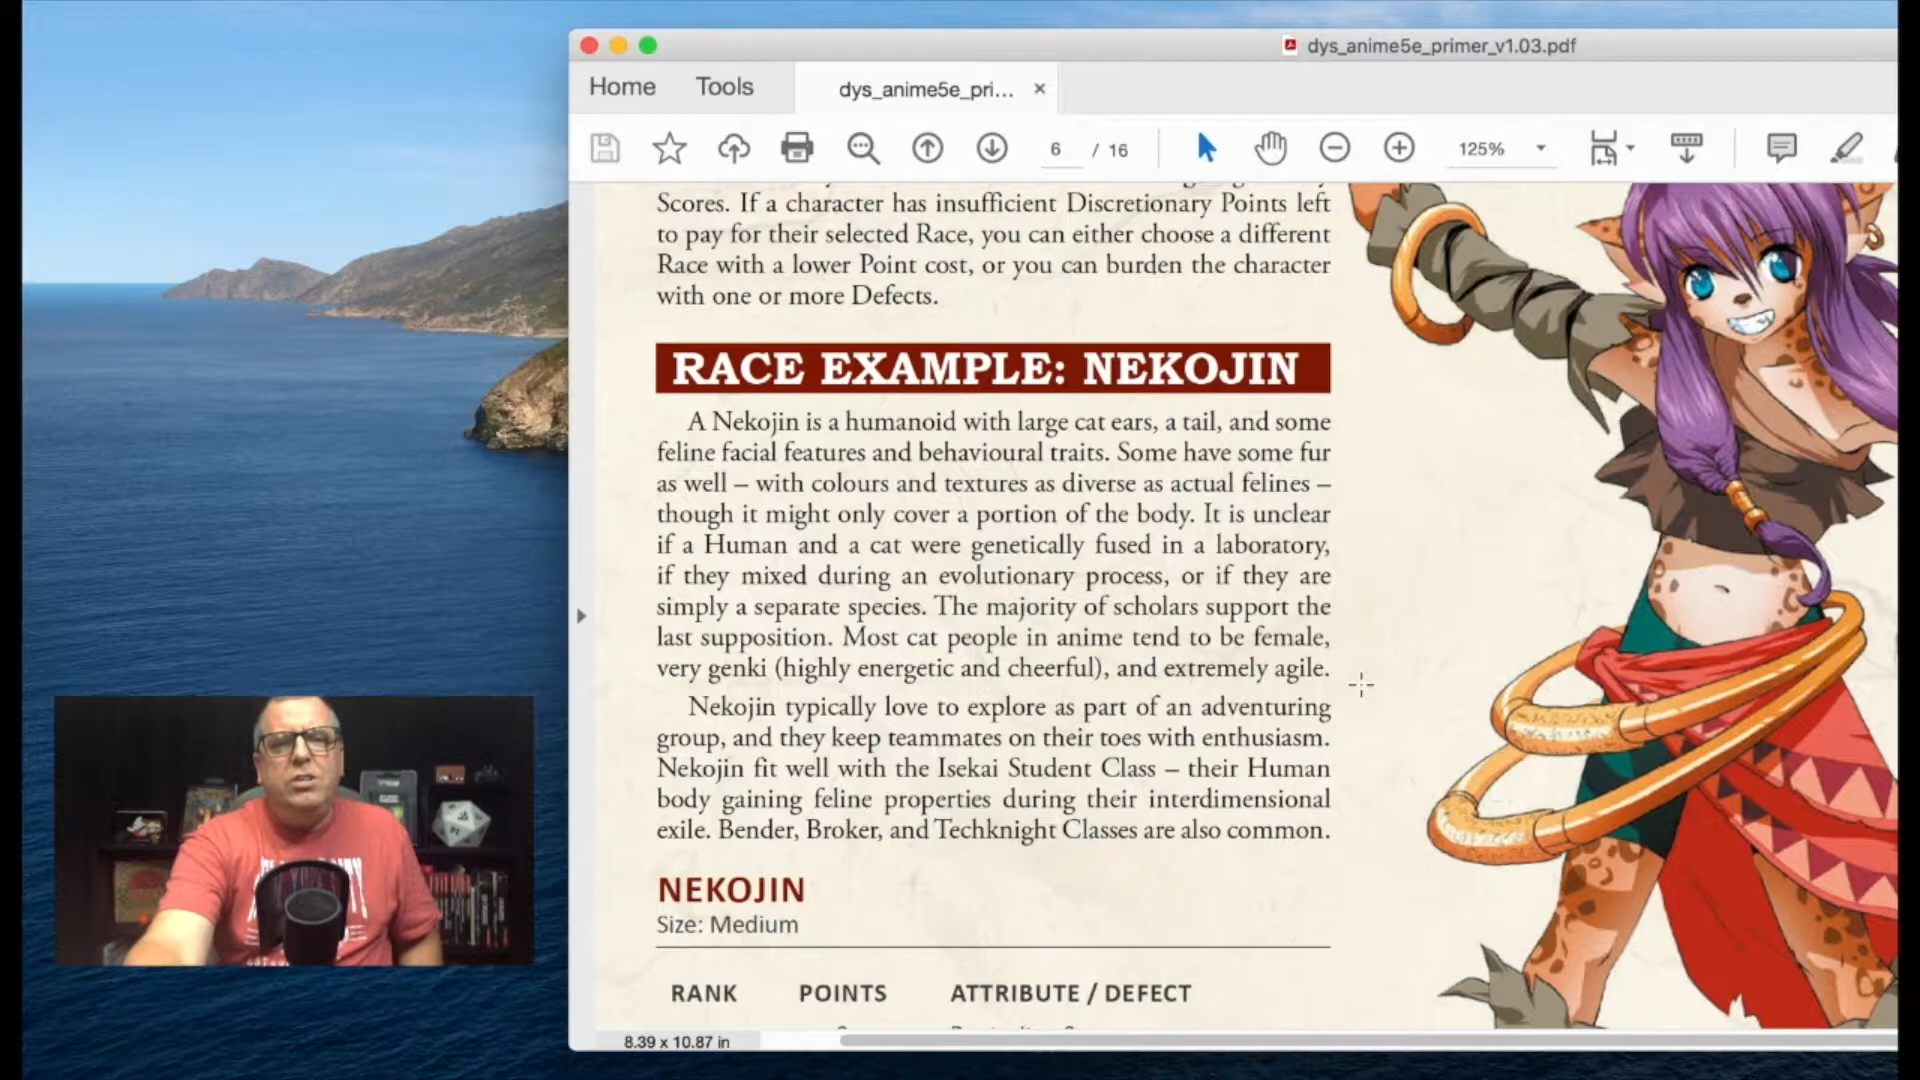 dys_anime5e_primer_v1.03.pdf
Home Tools dys_anime5e_pri... ×
6 / 16 125%
Scores. If a character has insufficient Discretionary Points left
to pay for their selected Race, you can either choose a different
Race with a lower Point cost, or you can burden the character
with one or more Defects.
RACE EXAMPLE: NEKOJIN
A Nekojin is a humanoid with large cat ears, a tail, and some
feline facial features and behavioural traits. Some have some fur
as well – with colours and textures as diverse as actual felines –
though it might only cover a portion of the body. It is unclear
if a Human and a cat were genetically fused in a laboratory,
if they mixed during an evolutionary process, or if they are
simply a separate species. The majority of scholars support the
last supposition. Most cat people in anime tend to be female,
very genki (highly energetic and cheerful), and extremely agile.
Nekojin typically love to explore as part of an adventuring
group, and they keep teammates on their toes with enthusiasm.
Nekojin fit well with the Isekai Student Class – their Human
body gaining feline properties during their interdimensional
exile. Bender, Broker, and Techknight Classes are also common.
NEKOJIN
Size: Medium
RANK POINTS ATTRIBUTE / DEFECT
8.39 x 10.87 in